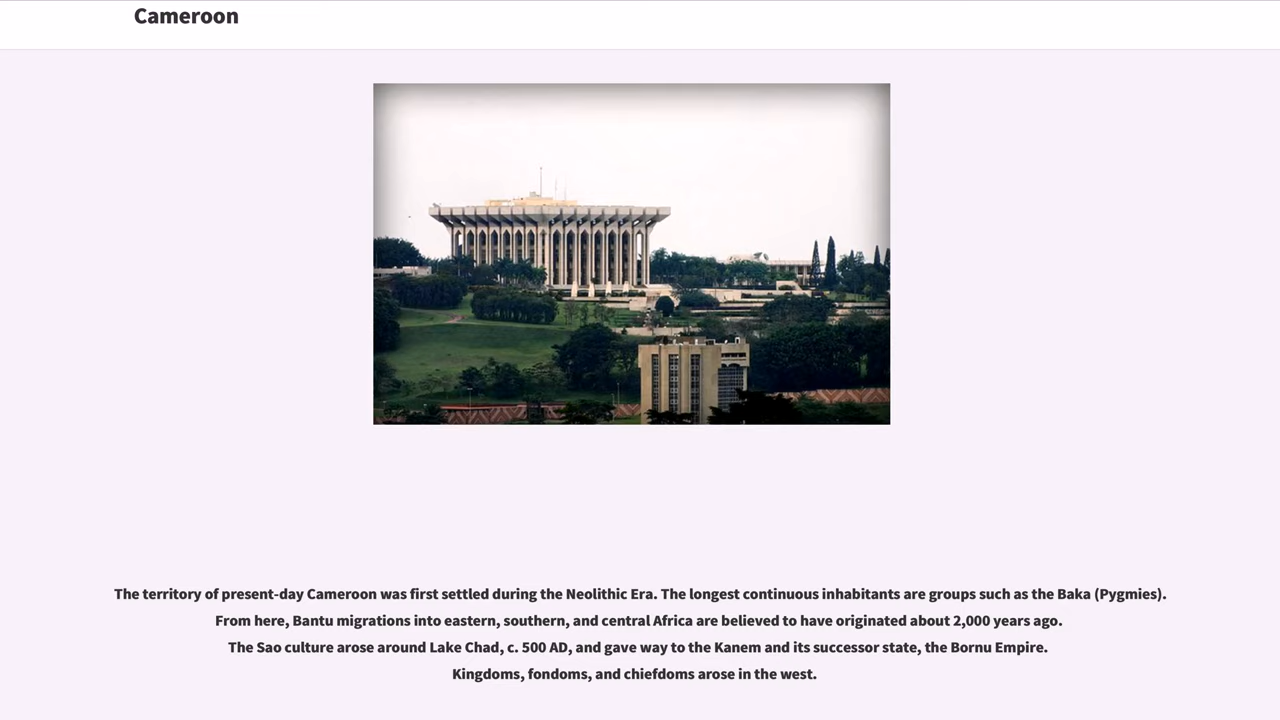 Cameroon
The territory of present-day Cameroon was first settled during the Neolithic Era. The longest continuous inhabitants are groups such as the Baka (Pygmies).
From here, Bantu migrations into eastern, southern, and central Africa are believed to have originated about 2,000 years ago.
The Sao culture arose around Lake Chad, c. 500 AD, and gave way to the Kanem and its successor state, the Bornu Empire.
Kingdoms, fondoms, and chiefdoms arose in the west.